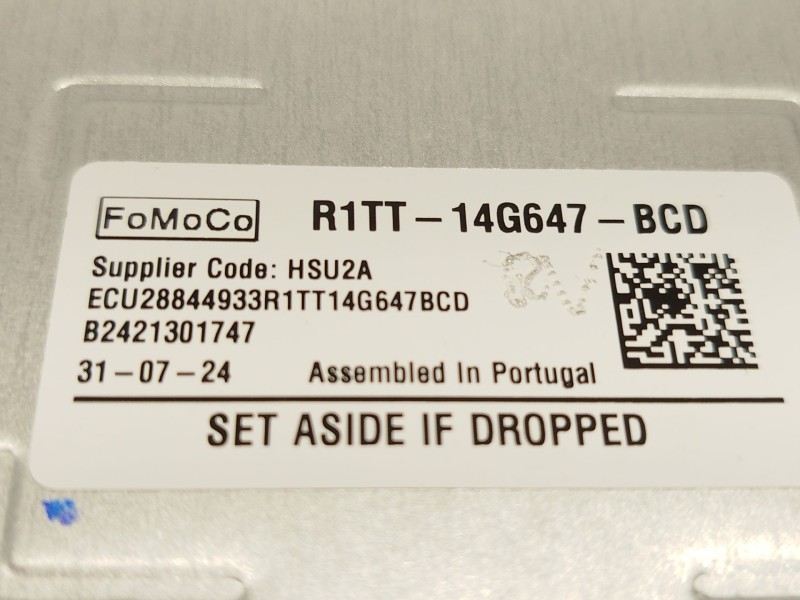 FoMoCo R1TT-14G647-BCD
Supplier Code: HSU2A
ECU28844933R1TT14G647BCD
B2421301747
31-07-24 Assembled In Portugal
SET ASIDE IF DROPPED